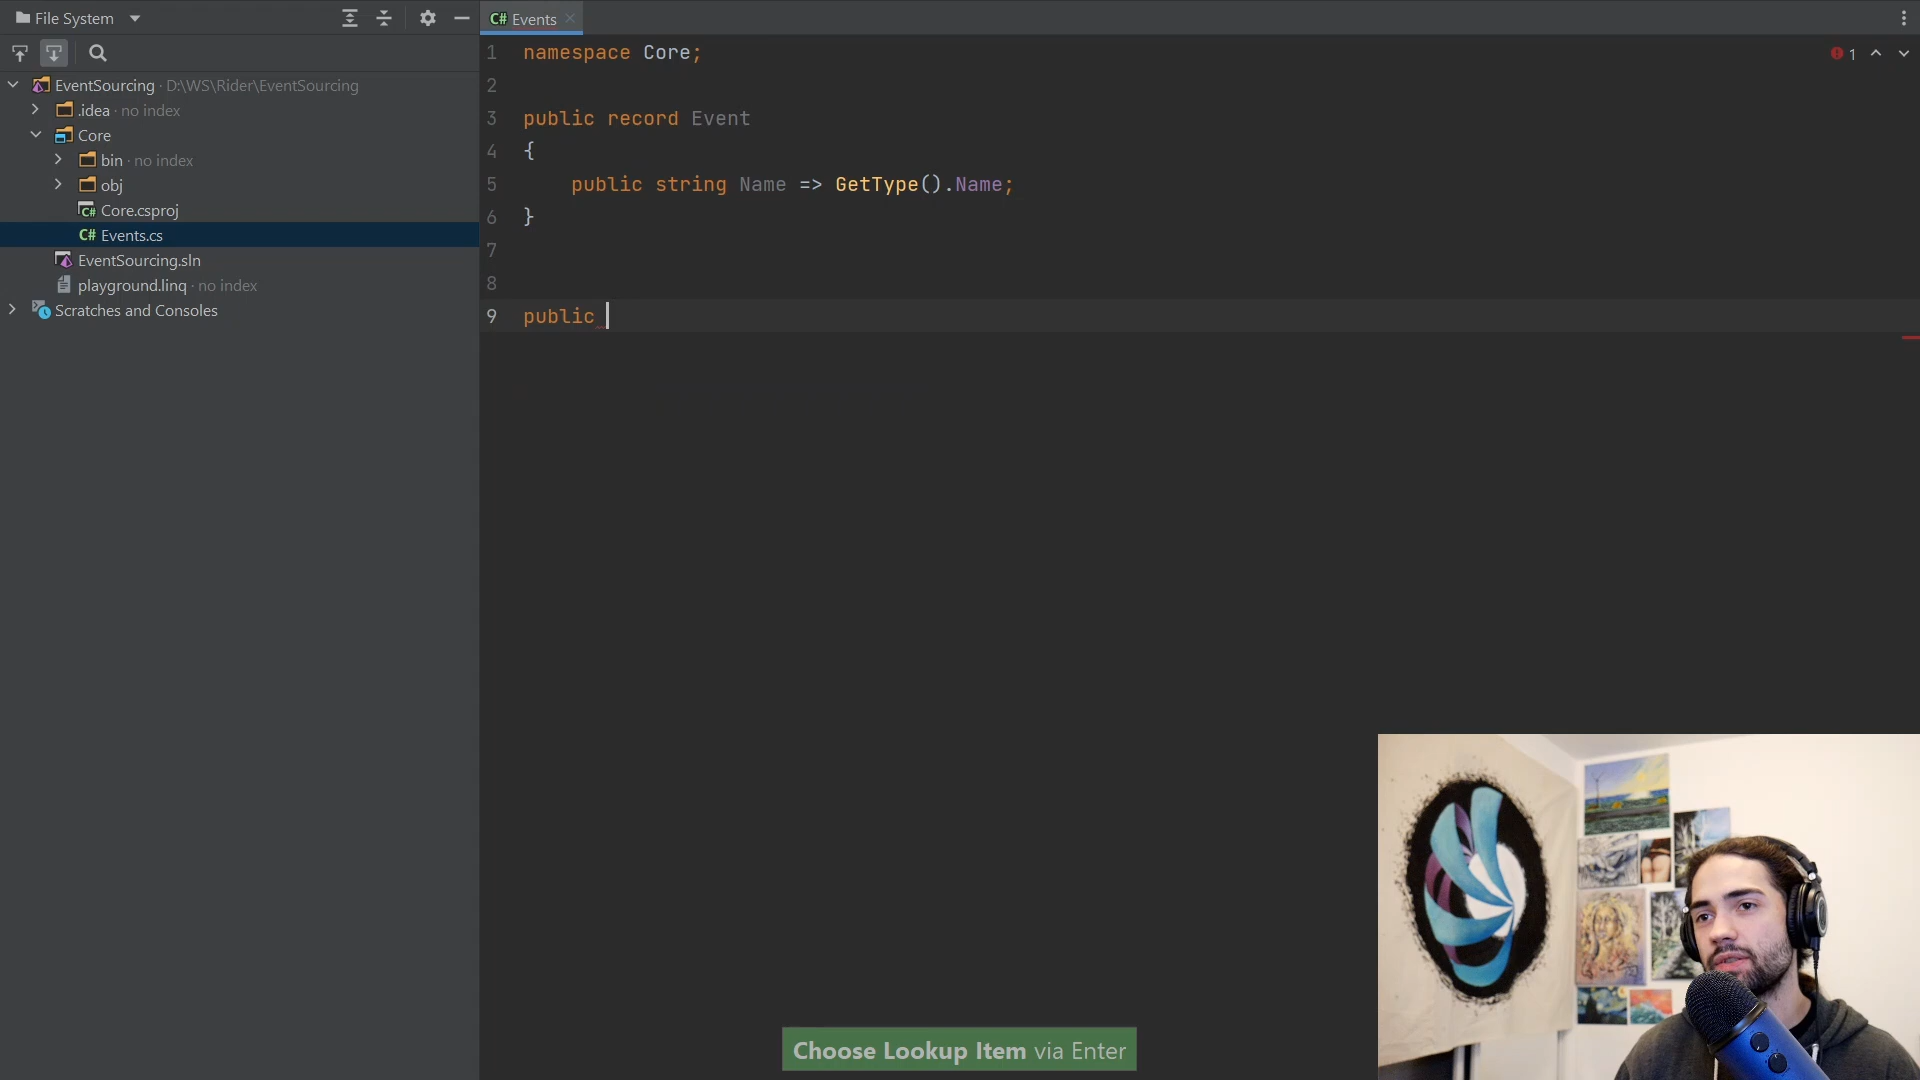 File System
EventSourcing · D:\WS\Rider\EventSourcing
.idea · no index
Core
bin · no index
obj
C# Core.csproj
C# Events.cs
EventSourcing.sln
playground.linq · no index
Scratches and Consoles
C# Events
1
1 namespace Core;
2
3 public record Event
4 {
5 public string Name => GetType().Name;
6 }
7
8
9 public
Choose Lookup Item via Enter